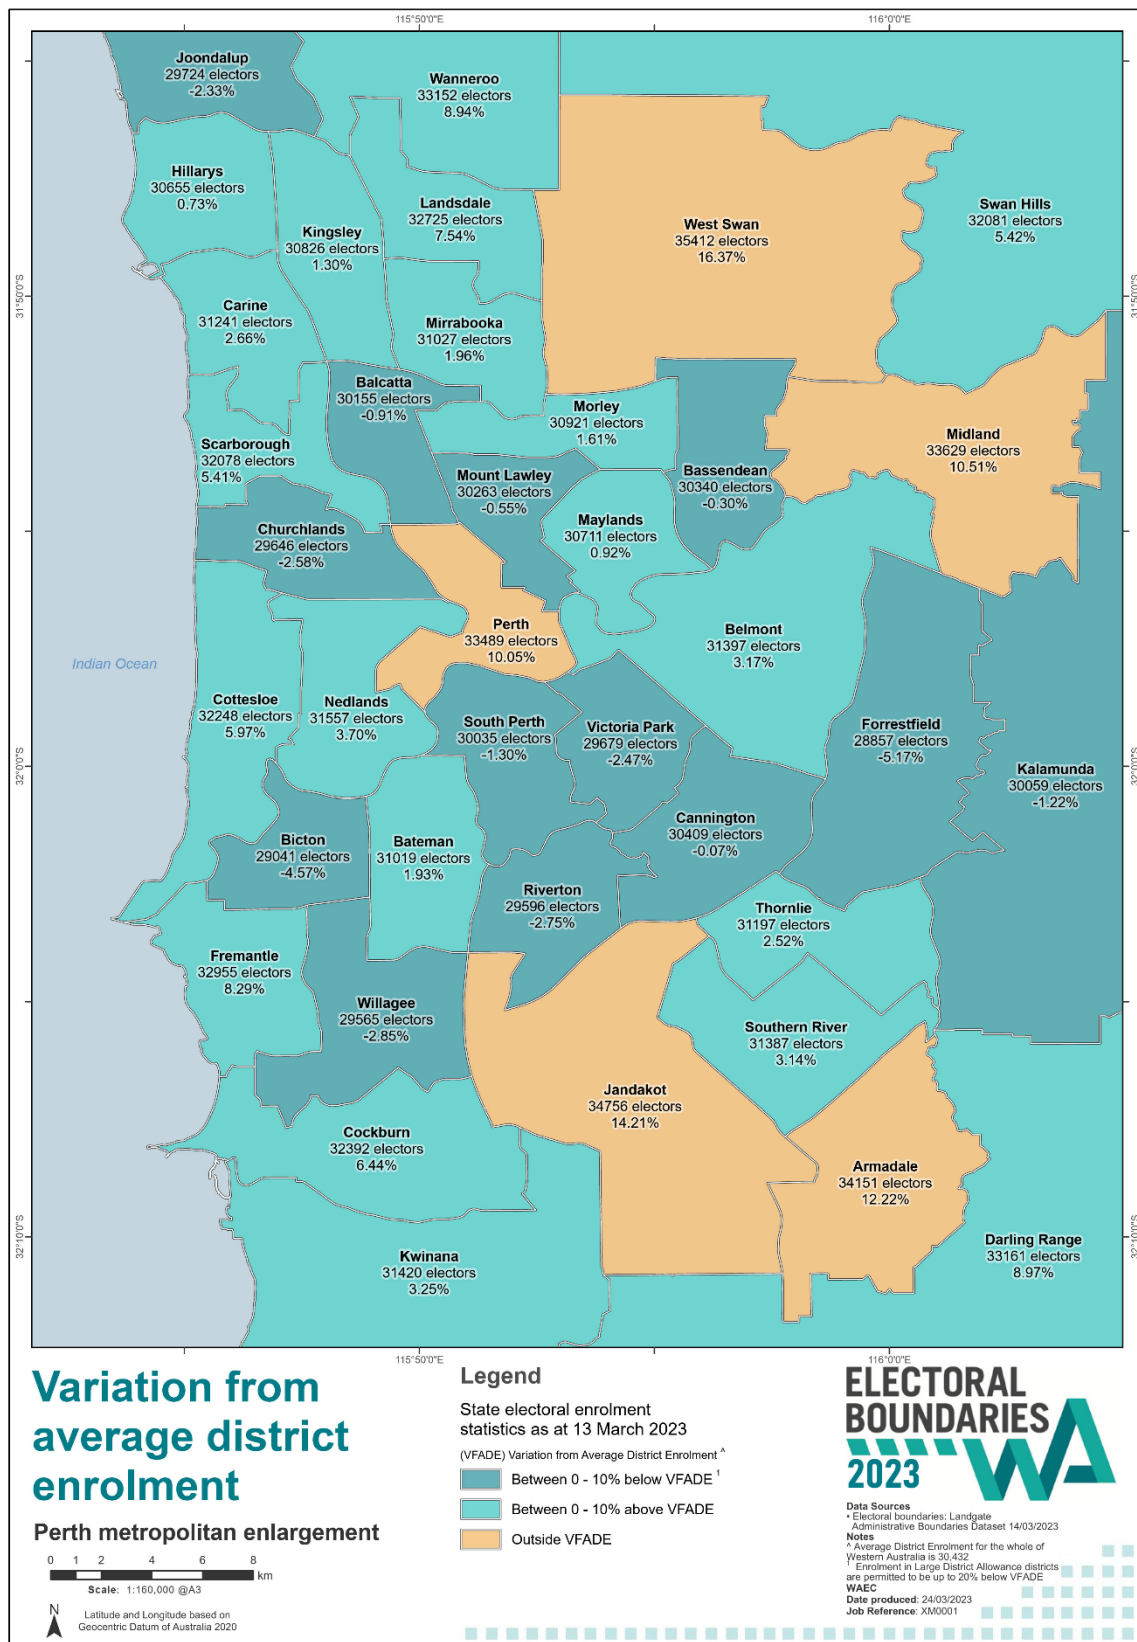 115°50'0"E
116°0'0"E
Joondalup
29724 electors
-2.33%
Wanneroo
33152 electors
8.94%
Hillarys
30655 electors
0.73%
Kingsley
30826 electors
1.30%
Landsdale
32725 electors
7.54%
West Swan
35412 electors
16.37%
Swan Hills
32081 electors
5.42%
31°50'0"S
31°50'0"S
Carine
31241 electors
2.66%
Mirrabooka
31027 electors
1.96%
Balcatta
30155 electors
-0.91%
Morley
30921 electors
1.61%
Midland
33629 electors
10.51%
Scarborough
32078 electors
5.41%
Mount Lawley
30263 electors
-0.55%
Bassendean
30340 electors
-0.30%
Churchlands
29646 electors
-2.58%
Maylands
30711 electors
0.92%
Perth
33489 electors
10.05%
Belmont
31397 electors
3.17%
Indian Ocean
Cottesloe
32248 electors
5.97%
Nedlands
31557 electors
3.70%
South Perth
30035 electors
-1.30%
Victoria Park
29679 electors
-2.47%
Forrestfield
28857 electors
-5.17%
Kalamunda
30059 electors
-1.22%
32°0'0"S
32°0'0"S
Bicton
29041 electors
-4.57%
Bateman
31019 electors
1.93%
Cannington
30409 electors
-0.07%
Riverton
29596 electors
-2.75%
Thornlie
31197 electors
2.52%
Fremantle
32955 electors
8.29%
Willagee
29565 electors
-2.85%
Southern River
31387 electors
3.14%
Jandakot
34756 electors
14.21%
Cockburn
32392 electors
6.44%
Armadale
34151 electors
12.22%
Kwinana
31420 electors
3.25%
Darling Range
33161 electors
8.97%
32°10'0"S
32°10'0"S
115°50'0"E
116°0'0"E
Variation from
average district
enrolment
Perth metropolitan enlargement
0 1 2 4 6 8
km
Scale: 1:160,000 @A3
N
Latitude and Longitude based on
Geocentric Datum of Australia 2020
Legend
State electoral enrolment
statistics as at 13 March 2023
(VFADE) Variation from Average District Enrolment ^
Between 0 - 10% below VFADE ¹
Between 0 - 10% above VFADE
Outside VFADE
ELECTORAL
BOUNDARIES
2023 WA
Data Sources
• Electoral boundaries: Landgate
Administrative Boundaries Dataset 14/03/2023
Notes
^ Average District Enrolment for the whole of
Western Australia is 30,432
¹ Enrolment in Large District Allowance districts
are permitted to be up to 20% below VFADE
WAEC
Date produced: 24/03/2023
Job Reference: XM0001